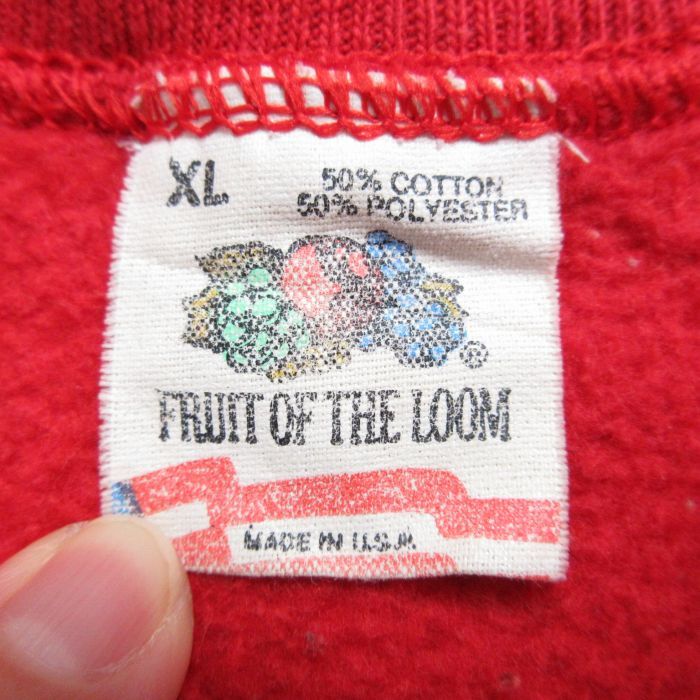 XL
50% COTTON
50% POLYESTER
FRUIT OF THE LOOM
MADE IN U.S.A.